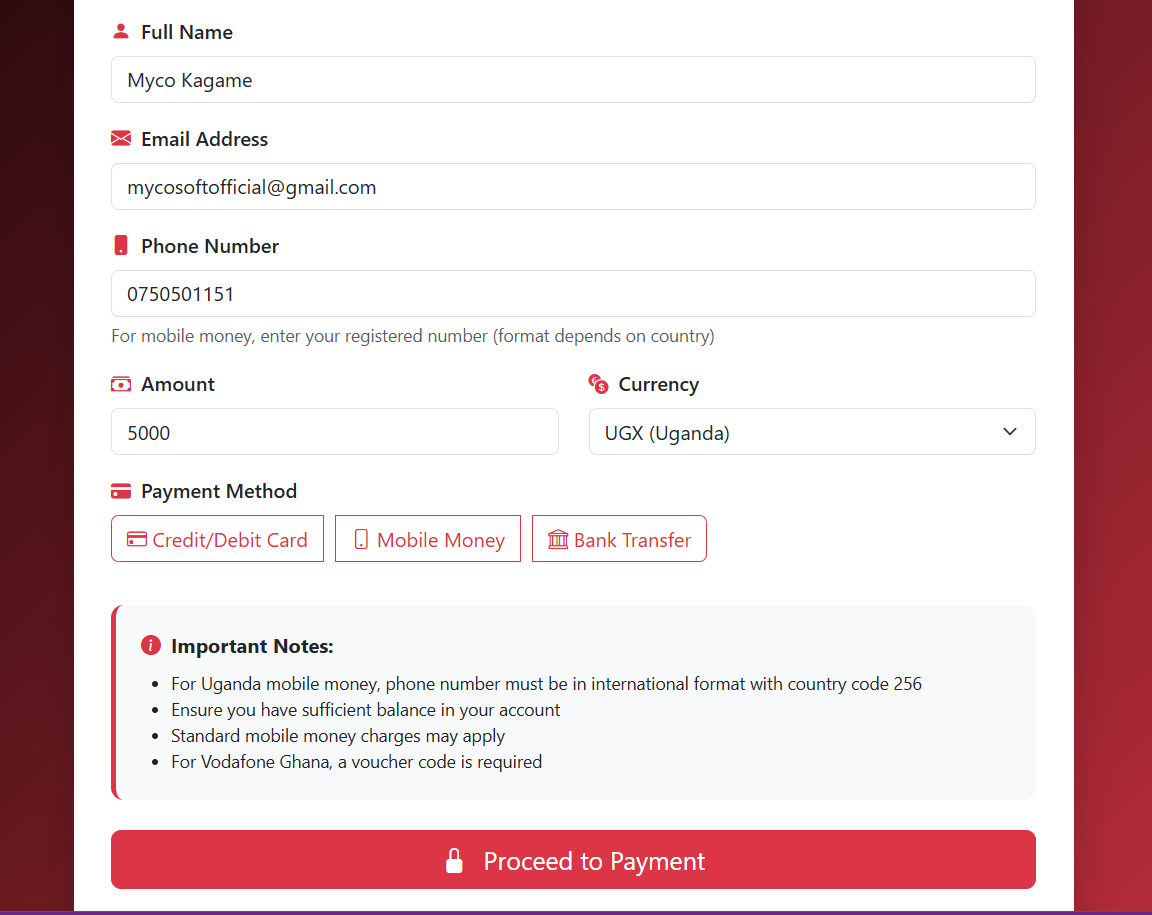 Full Name
Myco Kagame
Email Address
mycosoftofficial@gmail.com
Phone Number
0750501151
For mobile money, enter your registered number (format depends on country)
Amount
Currency
5000
UGX (Uganda)
Payment Method
Credit/Debit Card
Mobile Money
Bank Transfer
Important Notes:
For Uganda mobile money, phone number must be in international format with country code 256
Ensure you have sufficient balance in your account
Standard mobile money charges may apply
For Vodafone Ghana, a voucher code is required
Proceed to Payment